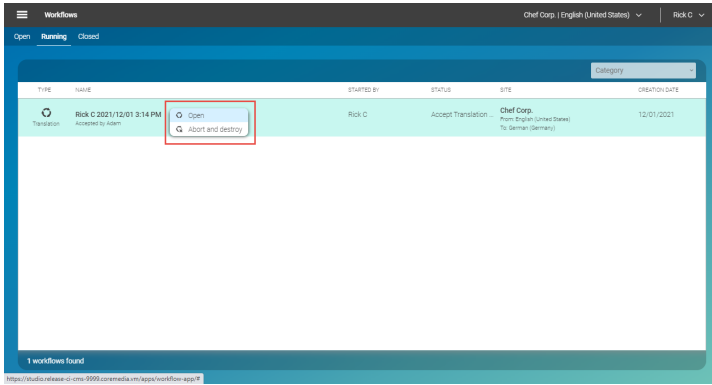 Workflows
Chef Corp. | English (United States)
Rick C
Open Running Closed
Category
TYPE NAME STARTED BY STATUS SITE CREATION DATE
Translation
Rick C 2021/12/01 3:14 PM
Accepted by Adam
Open
Abort and destroy
Rick C
Accept Translation ...
Chef Corp.
From: English (United States)
To: German (Germany)
12/01/2021
1 workflows found
https://studio.release-ci-cms-9999.coremedia.vm/apps/workflow-app/#